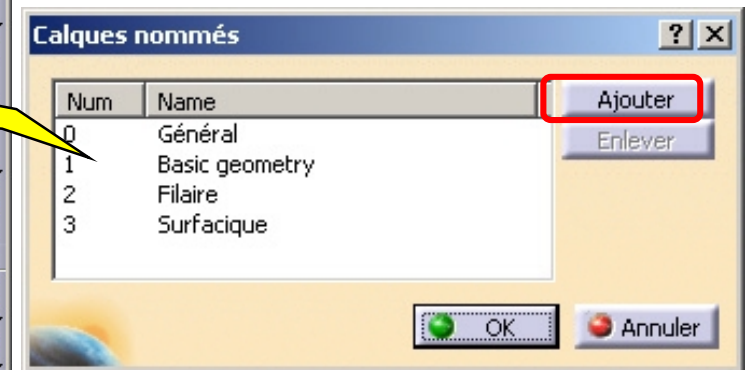 Calques nommés ? X
Num Name Ajouter
0 Général Enlever
1 Basic geometry
2 Filaire
3 Surfacique
OK Annuler